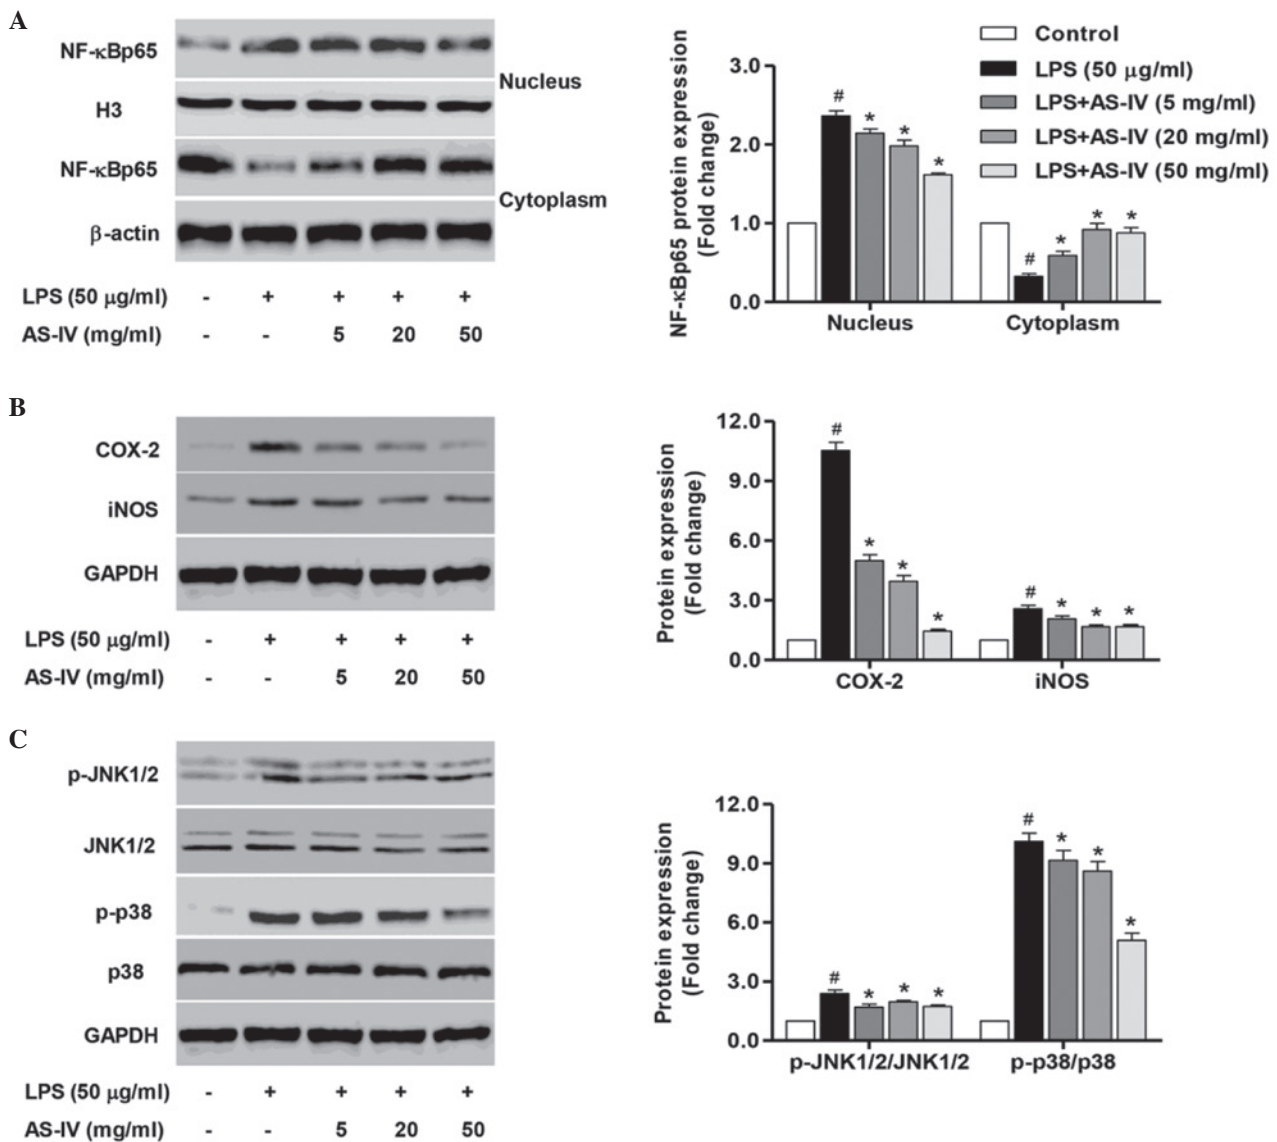 A
NF-κBp65
H3
Nucleus
NF-κBp65
β-actin
Cytoplasm
LPS (50 μg/ml) - + + + +
AS-IV (mg/ml) - - 5 20 50
NF-κBp65 protein expression
(Fold change)
3.0
2.0
1.0
0.0
# * * *
*
# * * *
Nucleus Cytoplasm
Control
LPS (50 μg/ml)
LPS+AS-IV (5 mg/ml)
LPS+AS-IV (20 mg/ml)
LPS+AS-IV (50 mg/ml)
B
COX-2
iNOS
GAPDH
LPS (50 μg/ml) - + + + +
AS-IV (mg/ml) - - 5 20 50
Protein expression
(Fold change)
12.0
9.0
6.0
3.0
0.0
# * * *
# * * *
COX-2 iNOS
C
p-JNK1/2
JNK1/2
p-p38
p38
GAPDH
LPS (50 μg/ml) - + + + +
AS-IV (mg/ml) - - 5 20 50
Protein expression
(Fold change)
12.0
9.0
6.0
3.0
0.0
# * * *
# * * *
p-JNK1/2/JNK1/2 p-p38/p38